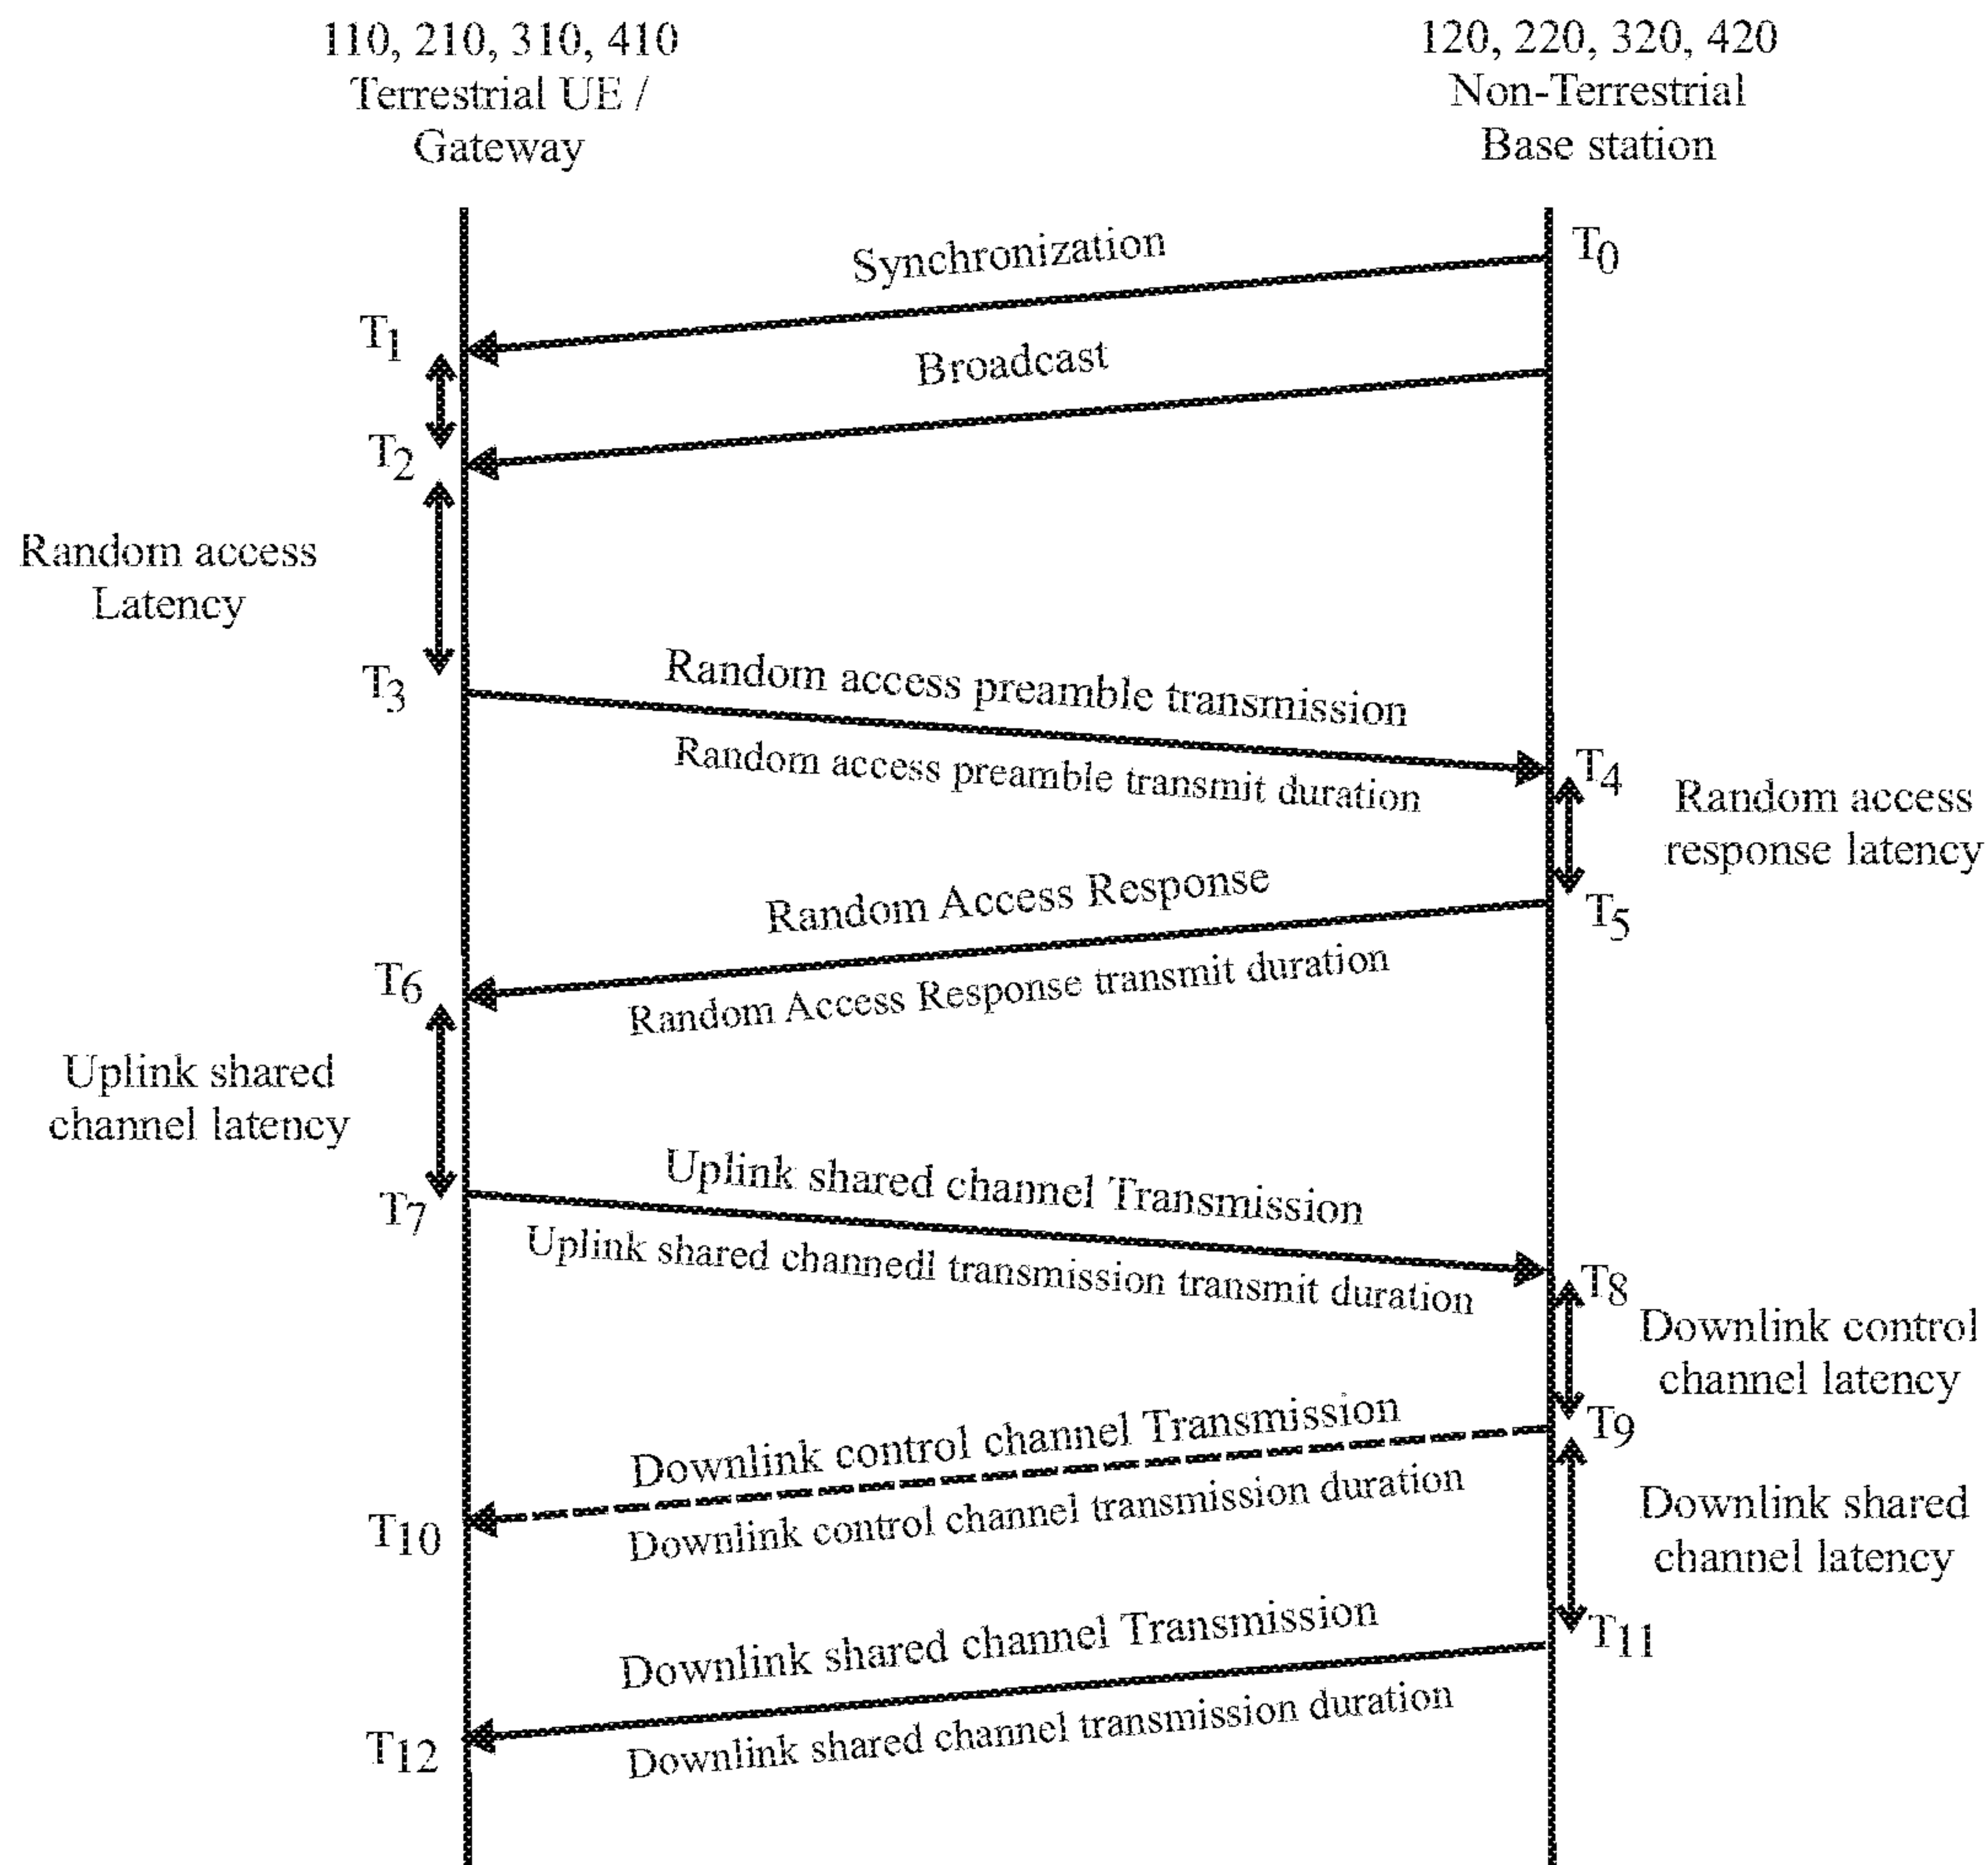 110, 210, 310, 410
Terrestrial UE /
Gateway
120, 220, 320, 420
Non-Terrestrial
Base station
Synchronization
T0
T1
Broadcast
T2
Random access
Latency
T3
Random access preamble transmission
Random access preamble transmit duration
T4
Random access
response latency
Random Access Response
T5
T6
Random Access Response transmit duration
Uplink shared
channel latency
T7
Uplink shared channel Transmission
Uplink shared channedl transmission transmit duration
T8
Downlink control
channel latency
Downlink control channel Transmission
T9
T10
Downlink control channel transmission duration
Downlink shared
channel latency
Downlink shared channel Transmission
T11
T12
Downlink shared channel transmission duration